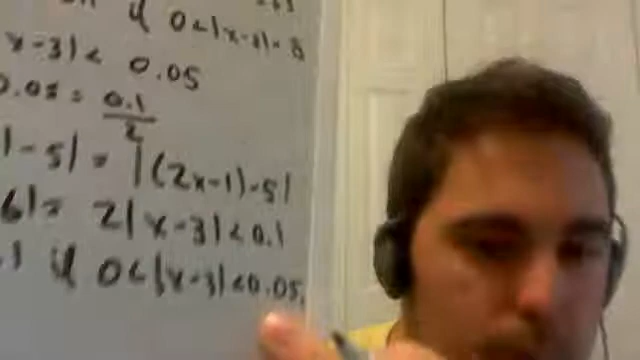 if 0<|x-3|<δ
x-3|< 0.05
0.05 = 0.1/2
|-5| = |(2x-1)-5|
6|= 2|x-3|<0.1
.1 if 0<|x-3|<0.05.